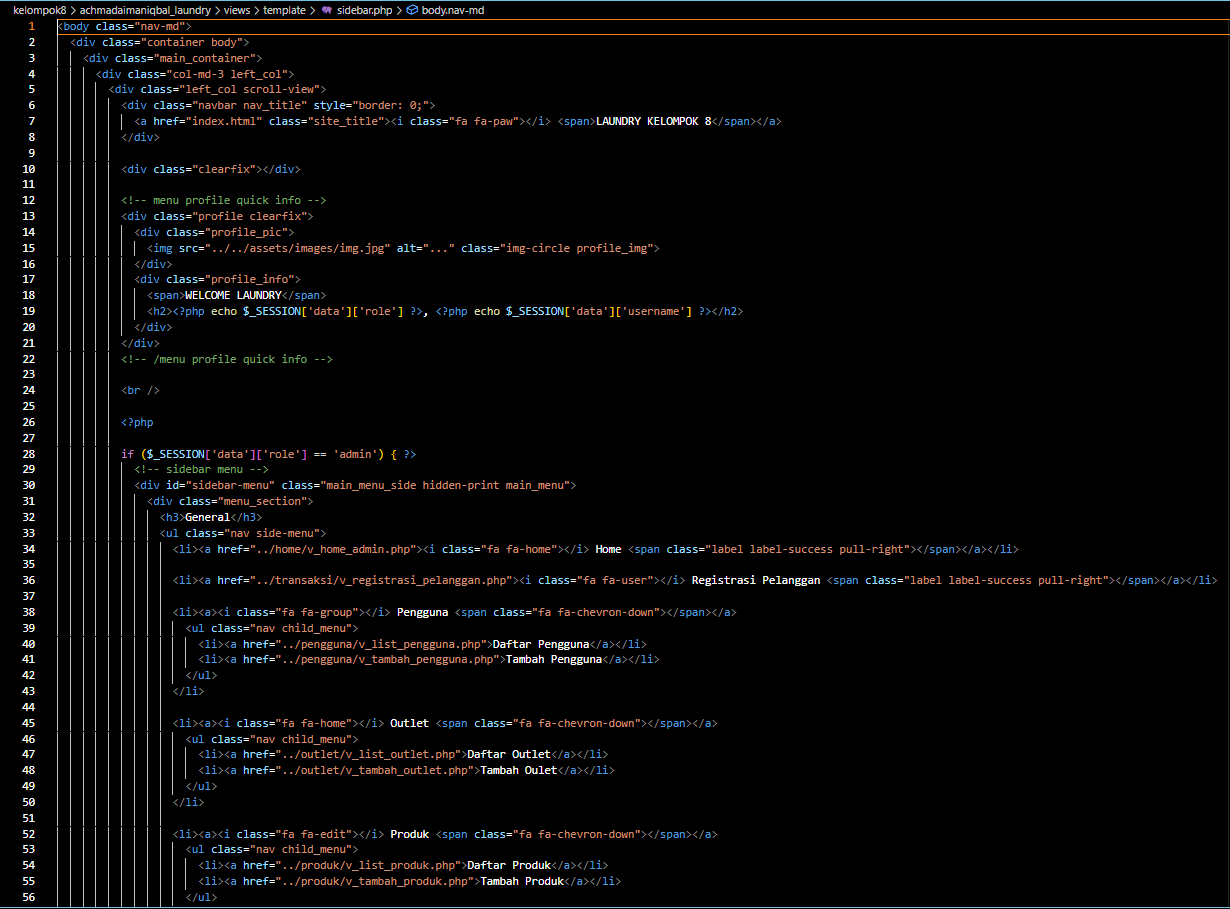 kelompok8 > achmadaimaniqbal_laundry > views > template > sidebar.php > body.nav-md
1 <body class="nav-md">
2 <div class="container body">
3 <div class="main_container">
4 <div class="col-md-3 left_col">
5 <div class="left_col scroll-view">
6 <div class="navbar nav_title" style="border: 0;">
7 <a href="index.html" class="site_title"><i class="fa fa-paw"></i> <span>LAUNDRY KELOMPOK 8</span></a>
8 </div>
9
10 <div class="clearfix"></div>
11
12 <!-- menu profile quick info -->
13 <div class="profile clearfix">
14 <div class="profile_pic">
15 <img src="../../assets/images/img.jpg" alt="..." class="img-circle profile_img">
16 </div>
17 <div class="profile_info">
18 <span>WELCOME LAUNDRY</span>
19 <h2><?php echo $_SESSION['data']['role'] ?>, <?php echo $_SESSION['data']['username'] ?></h2>
20 </div>
21 </div>
22 <!-- /menu profile quick info -->
23
24 <br />
25
26 <?php
27
28 if ($_SESSION['data']['role'] == 'admin') { ?>
29 <!-- sidebar menu -->
30 <div id="sidebar-menu" class="main_menu_side hidden-print main_menu">
31 <div class="menu_section">
32 <h3>General</h3>
33 <ul class="nav side-menu">
34 <li><a href="../home/v_home_admin.php"><i class="fa fa-home"></i> Home <span class="label label-success pull-right"></span></a></li>
35
36 <li><a href="../transaksi/v_registrasi_pelanggan.php"><i class="fa fa-user"></i> Registrasi Pelanggan <span class="label label-success pull-right"></span></a></li>
37
38 <li><a><i class="fa fa-group"></i> Pengguna <span class="fa fa-chevron-down"></span></a>
39 <ul class="nav child_menu">
40 <li><a href="../pengguna/v_list_pengguna.php">Daftar Pengguna</a></li>
41 <li><a href="../pengguna/v_tambah_pengguna.php">Tambah Pengguna</a></li>
42 </ul>
43 </li>
44
45 <li><a><i class="fa fa-home"></i> Outlet <span class="fa fa-chevron-down"></span></a>
46 <ul class="nav child_menu">
47 <li><a href="../outlet/v_list_outlet.php">Daftar Outlet</a></li>
48 <li><a href="../outlet/v_tambah_outlet.php">Tambah Oulet</a></li>
49 </ul>
50 </li>
51
52 <li><a><i class="fa fa-edit"></i> Produk <span class="fa fa-chevron-down"></span></a>
53 <ul class="nav child_menu">
54 <li><a href="../produk/v_list_produk.php">Daftar Produk</a></li>
55 <li><a href="../produk/v_tambah_produk.php">Tambah Produk</a></li>
56 </ul>